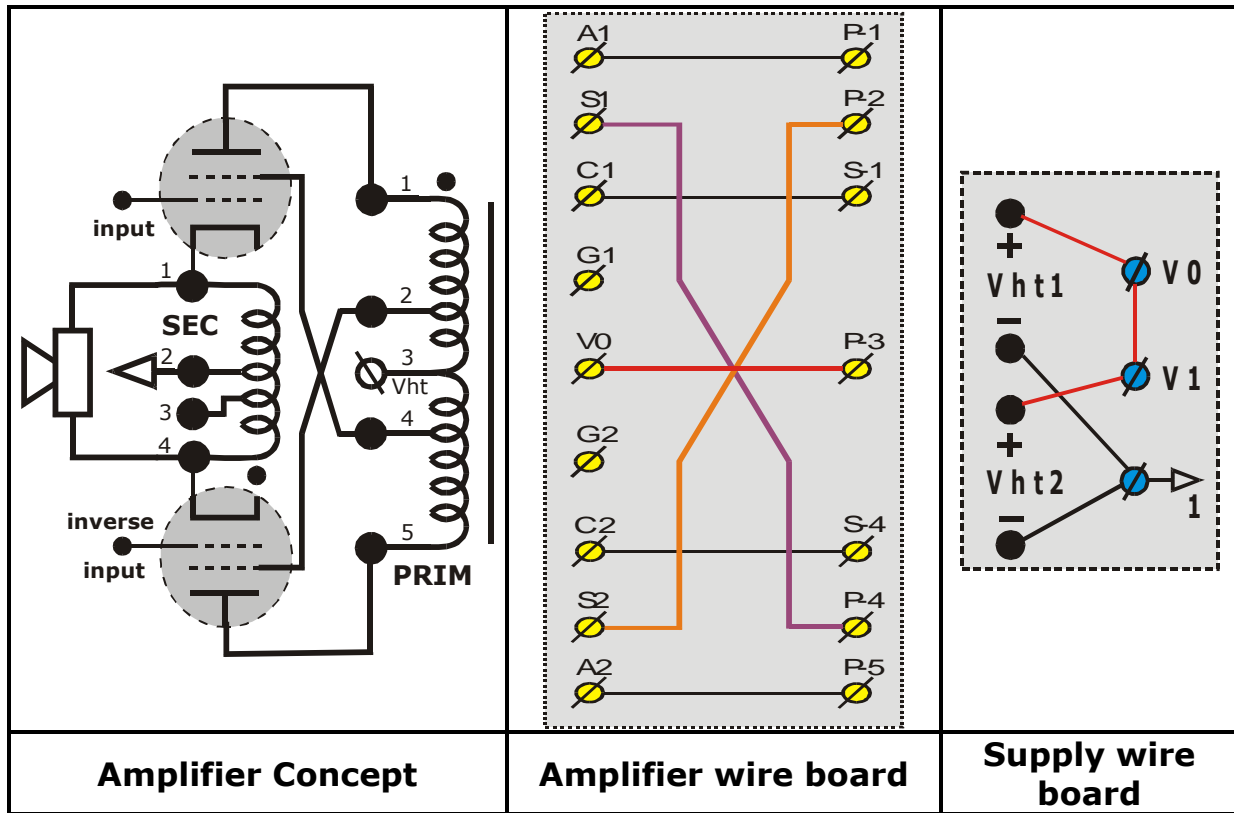 input
1
SEC
2
3
4
inverse
input
1
2
3
Vht
4
5
PRIM
A1
P-1
S1
P-2
C1
S-1
G1
V0
P-3
G2
C2
S-4
S2
P-4
A2
P-5
+
Vht1
−
V0
V1
+
Vht2
−
1
Amplifier Concept
Amplifier wire board
Supply wire
board